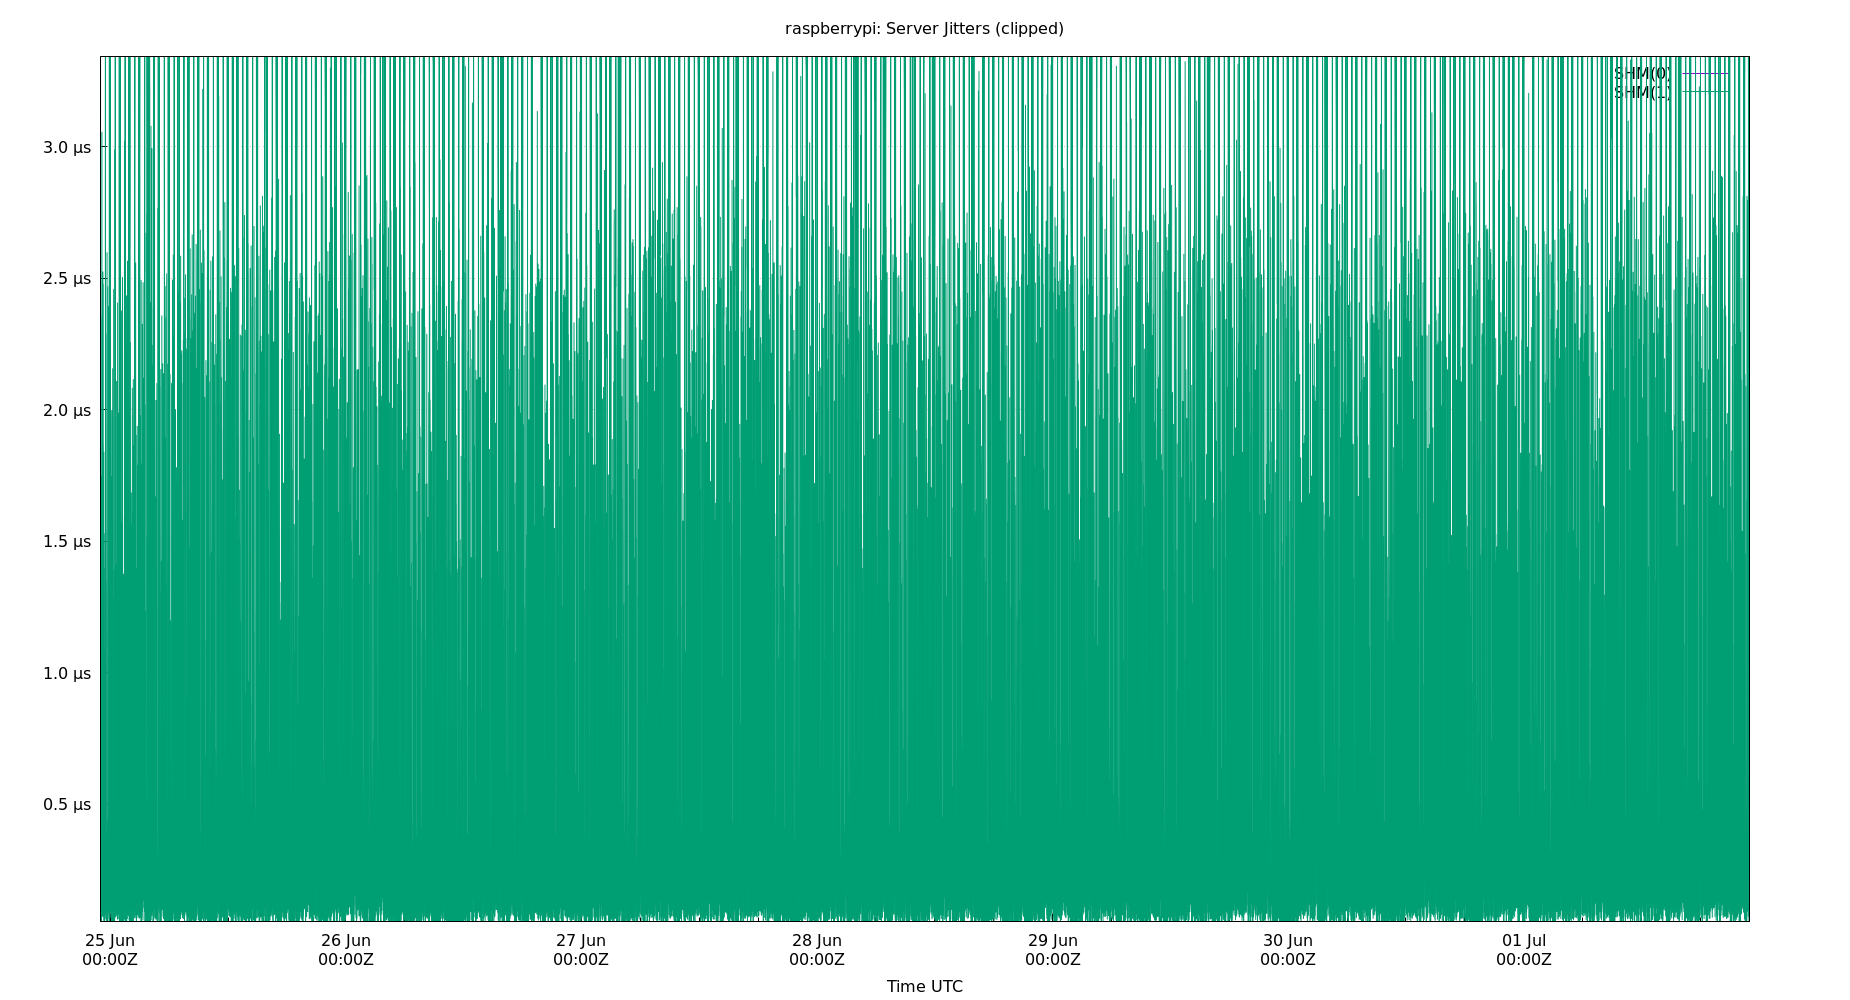 raspberrypi: Server Jitters (clipped)
SHM(0)
SHM(1)
3.0 µs
2.5 µs
2.0 µs
1.5 µs
1.0 µs
0.5 µs
25 Jun 26 Jun 27 Jun 28 Jun 29 Jun 30 Jun 01 Jul
00:00Z 00:00Z 00:00Z 00:00Z 00:00Z 00:00Z 00:00Z
Time UTC